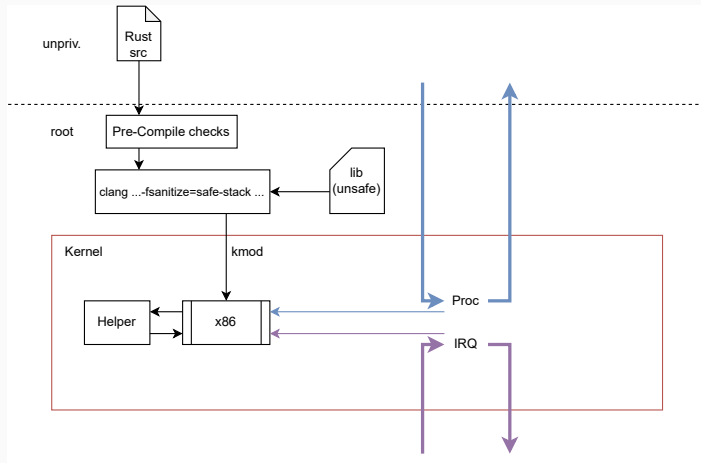 Rust
src
unpriv.
root
Pre-Compile checks
lib
(unsafe)
clang ...-fsanitize=safe-stack ...
Kernel
kmod
Proc
Helper
x86
IRQ